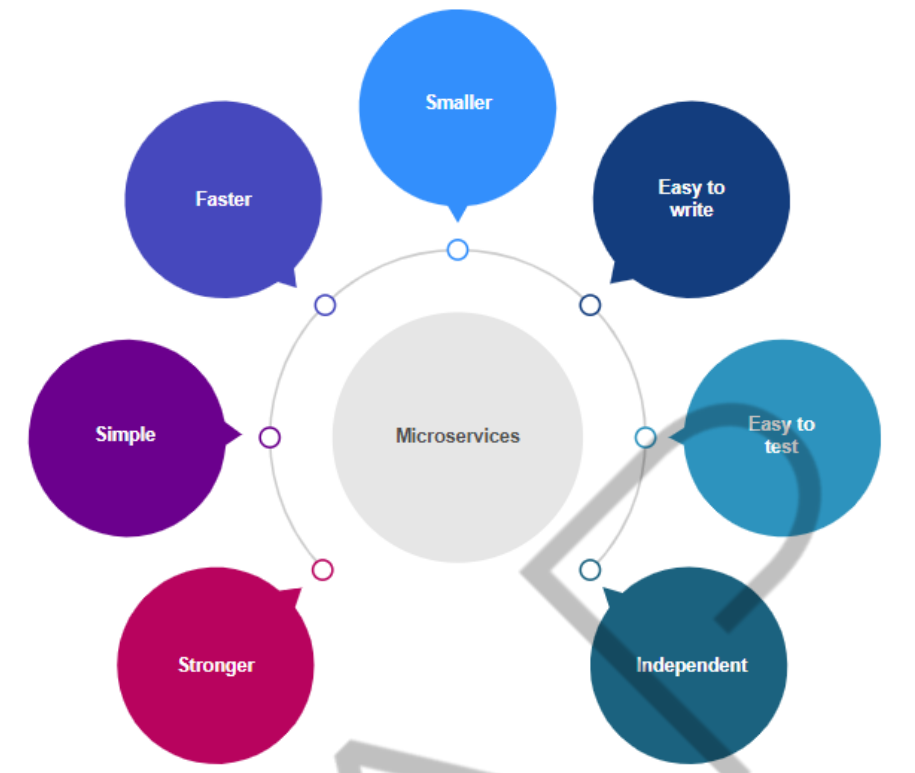 Smaller
Faster
Easy to
write
Simple
Microservices
Easy to
test
Stronger
Independent